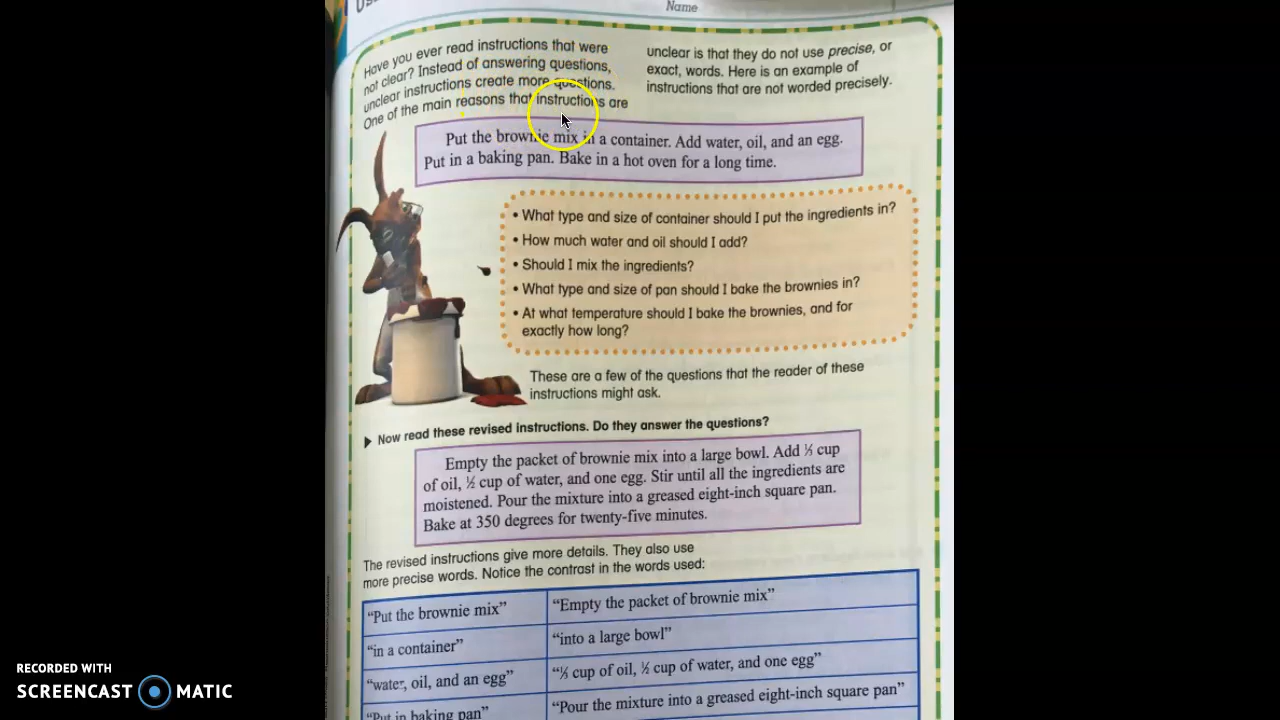 Name
Have you ever read instructions that were
not clear? Instead of answering questions,
unclear instructions create more questions.
One of the main reasons that instructions are
unclear is that they do not use precise, or
exact, words. Here is an example of
instructions that are not worded precisely.
Put the brownie mix in a container. Add water, oil, and an egg.
Put in a baking pan. Bake in a hot oven for a long time.
• What type and size of container should I put the ingredients in?
• How much water and oil should I add?
• Should I mix the ingredients?
• What type and size of pan should I bake the brownies in?
• At what temperature should I bake the brownies, and for
exactly how long?
These are a few of the questions that the reader of these
instructions might ask.
▶ Now read these revised instructions. Do they answer the questions?
Empty the packet of brownie mix into a large bowl. Add ⅓ cup
of oil, ½ cup of water, and one egg. Stir until all the ingredients are
moistened. Pour the mixture into a greased eight-inch square pan.
Bake at 350 degrees for twenty-five minutes.
The revised instructions give more details. They also use
more precise words. Notice the contrast in the words used:
“Put the brownie mix” “Empty the packet of brownie mix”
“in a container” “into a large bowl”
“water, oil, and an egg” “⅓ cup of oil, ½ cup of water, and one egg”
“Put in baking pan” “Pour the mixture into a greased eight-inch square pan”
RECORDED WITH
SCREENCAST MATIC